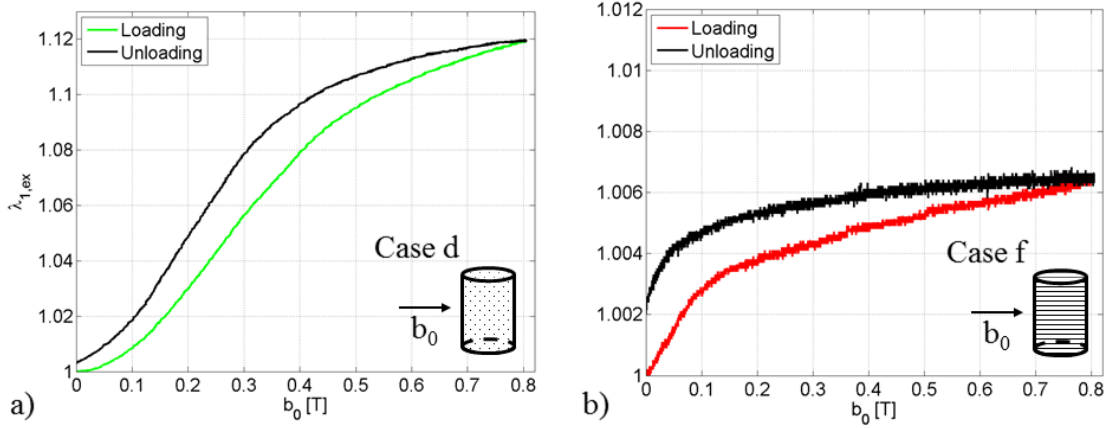 Loading
Unloading
1.12
1.1
1.08
1.06
1.04
1.02
1
λ1,ex
Case d
b0
0 0.1 0.2 0.3 0.4 0.5 0.6 0.7 0.8
b0 [T]
a)
Loading
Unloading
1.012
1.01
1.008
1.006
1.004
1.002
1
Case f
b0
0 0.1 0.2 0.3 0.4 0.5 0.6 0.7 0.8
b0 [T]
b)